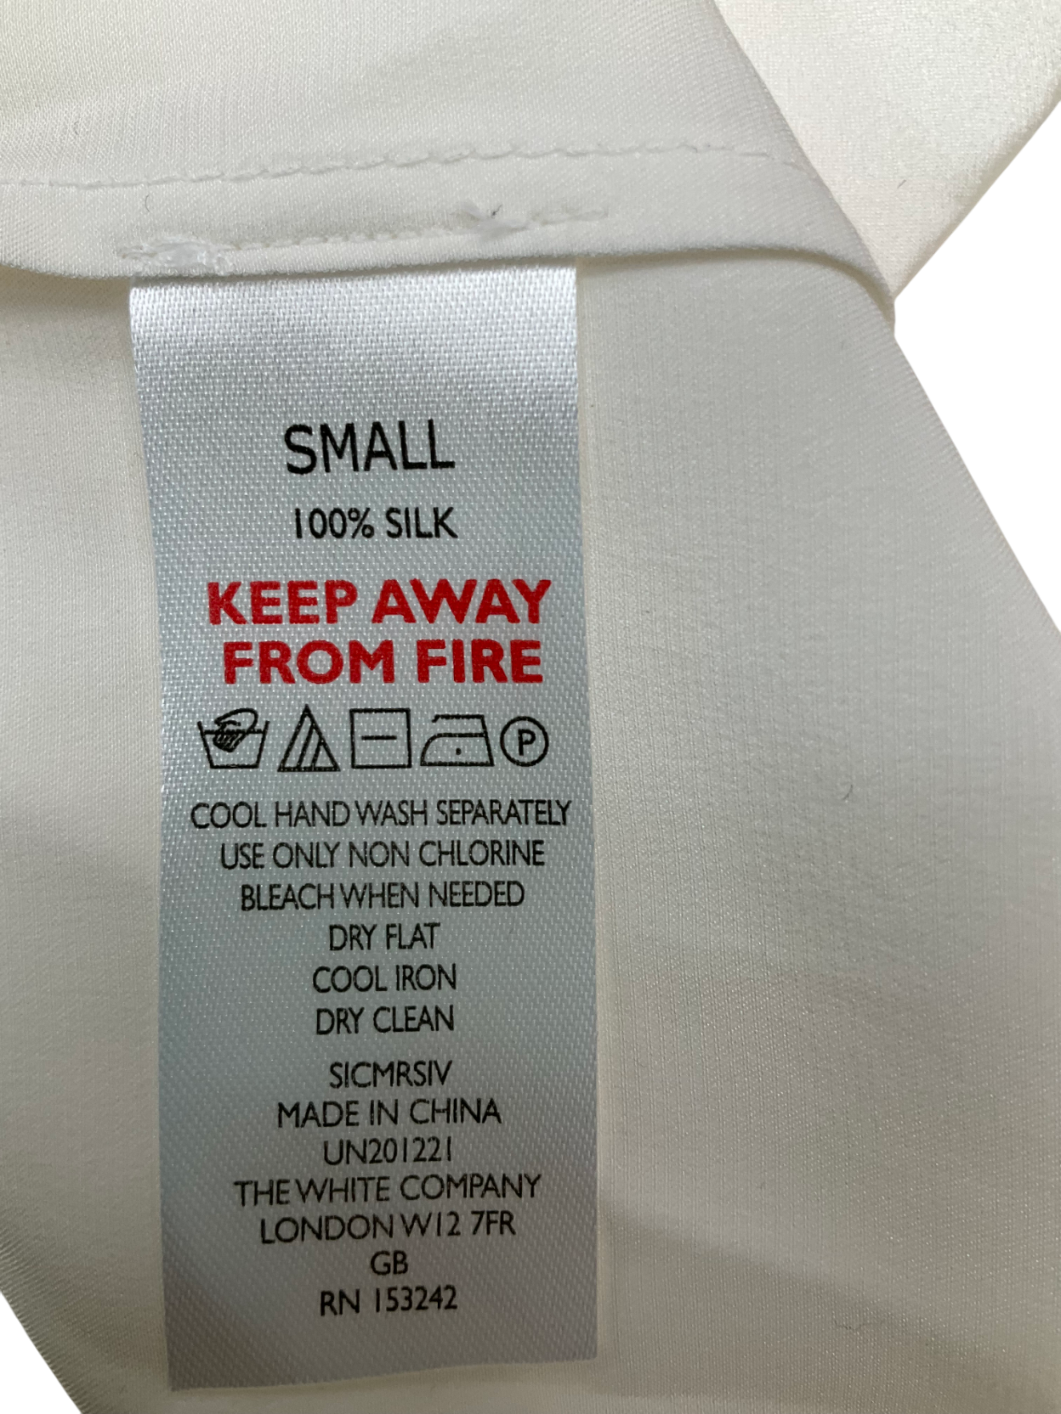 SMALL
100% SILK
KEEP AWAY
FROM FIRE
P
COOL HAND WASH SEPARATELY
USE ONLY NON CHLORINE
BLEACH WHEN NEEDED
DRY FLAT
COOL IRON
DRY CLEAN
SICMRSIV
MADE IN CHINA
UN201221
THE WHITE COMPANY
LONDON W12 7FR
GB
RN 153242